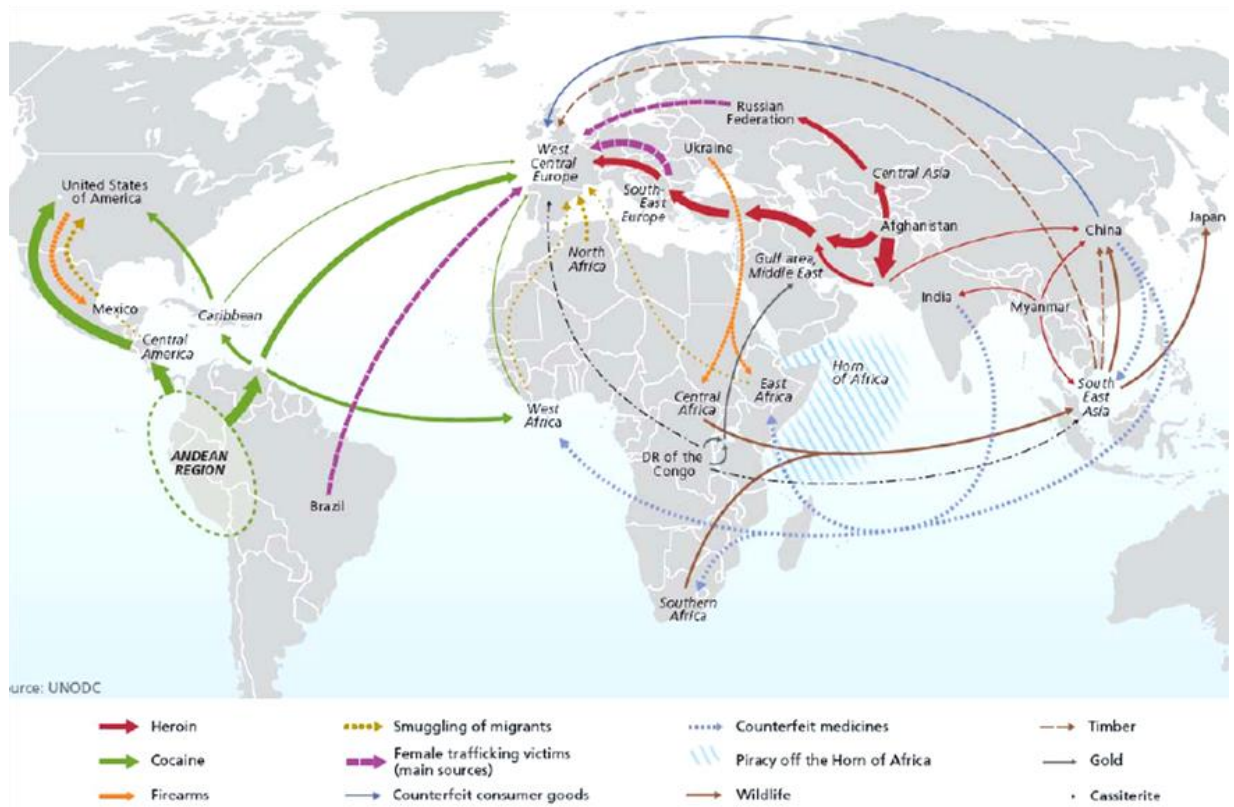 Russian
Federation
West
Central
Europe
Ukraine
United States
of America
Central Asia
South-
East
Europe
Afghanistan
China
Japan
North
Africa
Gulf area,
Middle East
Mexico
Caribbean
India
Myanmar
Central
America
Horn
of Africa
East
Africa
Central
Africa
South
East
Asia
West
Africa
ANDEAN
REGION
DR of the
Congo
Brazil
Southern
Africa
urce: UNODC
Heroin
Smuggling of migrants
Counterfeit medicines
Timber
Cocaine
Female trafficking victims
(main sources)
Piracy off the Horn of Africa
Gold
Firearms
Counterfeit consumer goods
Wildlife
Cassiterite